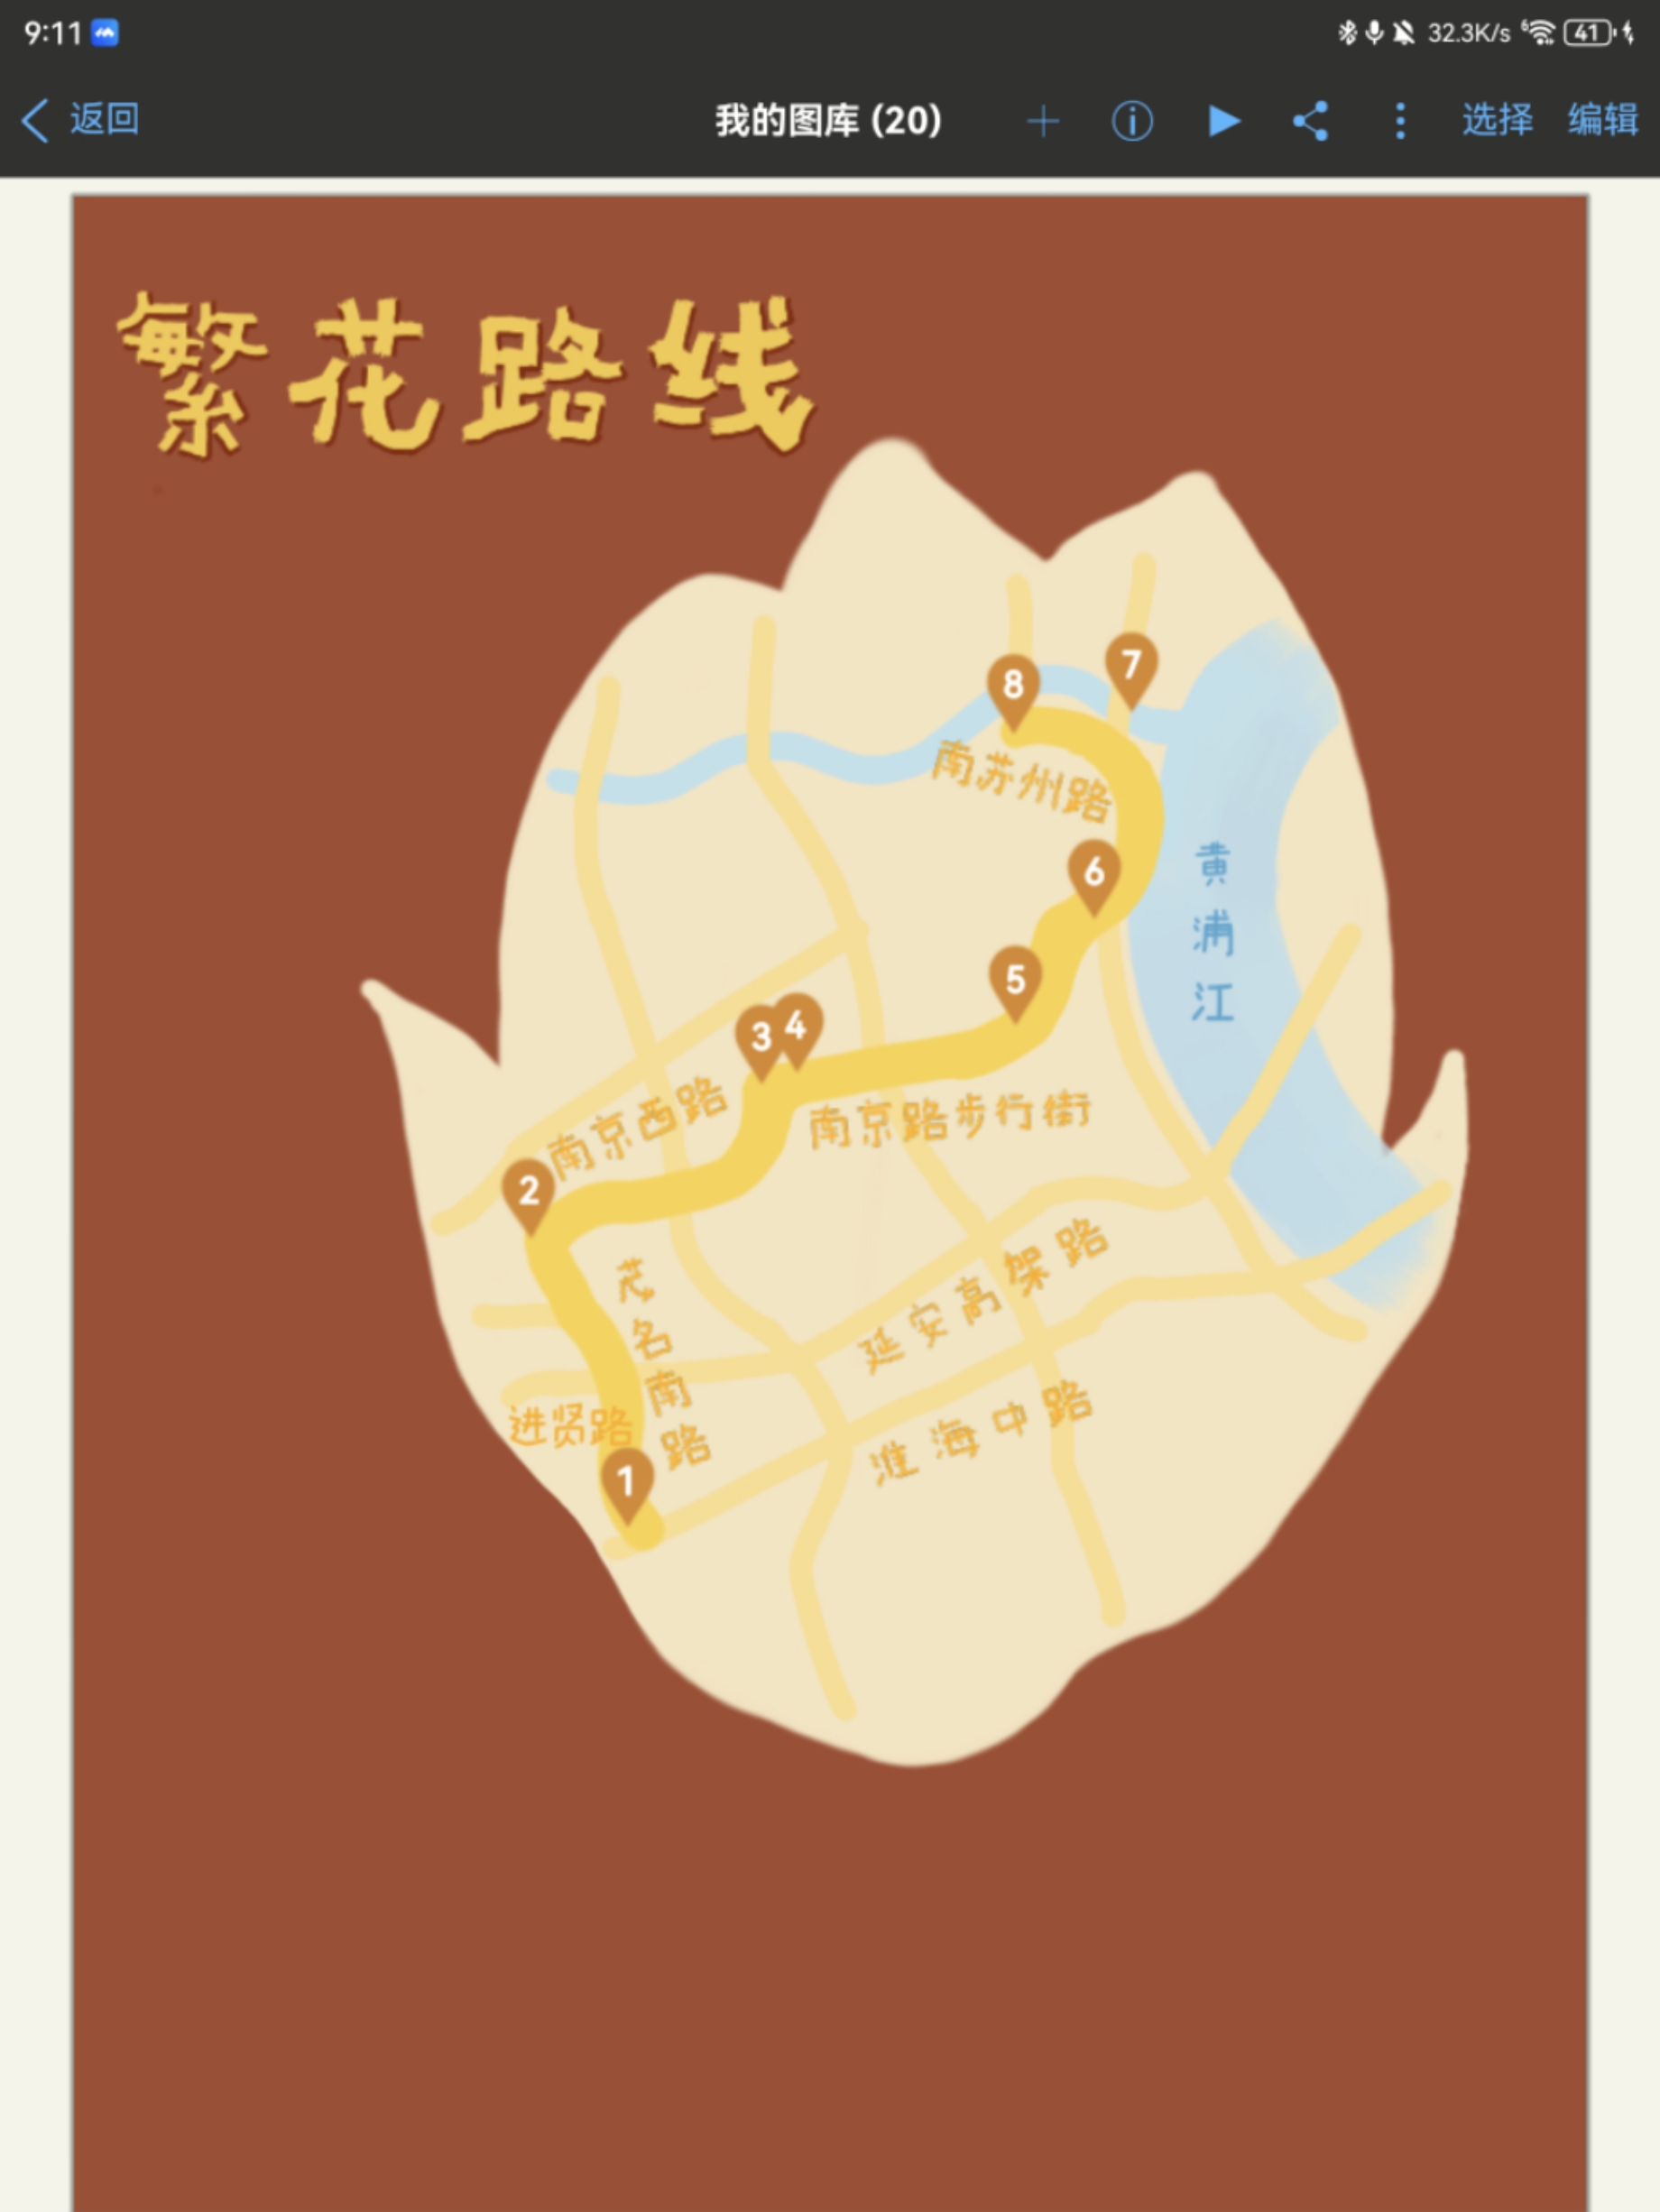 9:11
32.3K/s 6 41
返回
我的图库 (20)
选择 编辑
繁花路线
7
8
南苏州路
6
黄浦江
5
3 4
南京西路
南京路步行街
2
茂名南路
延安高架路
进贤路
淮海中路
1